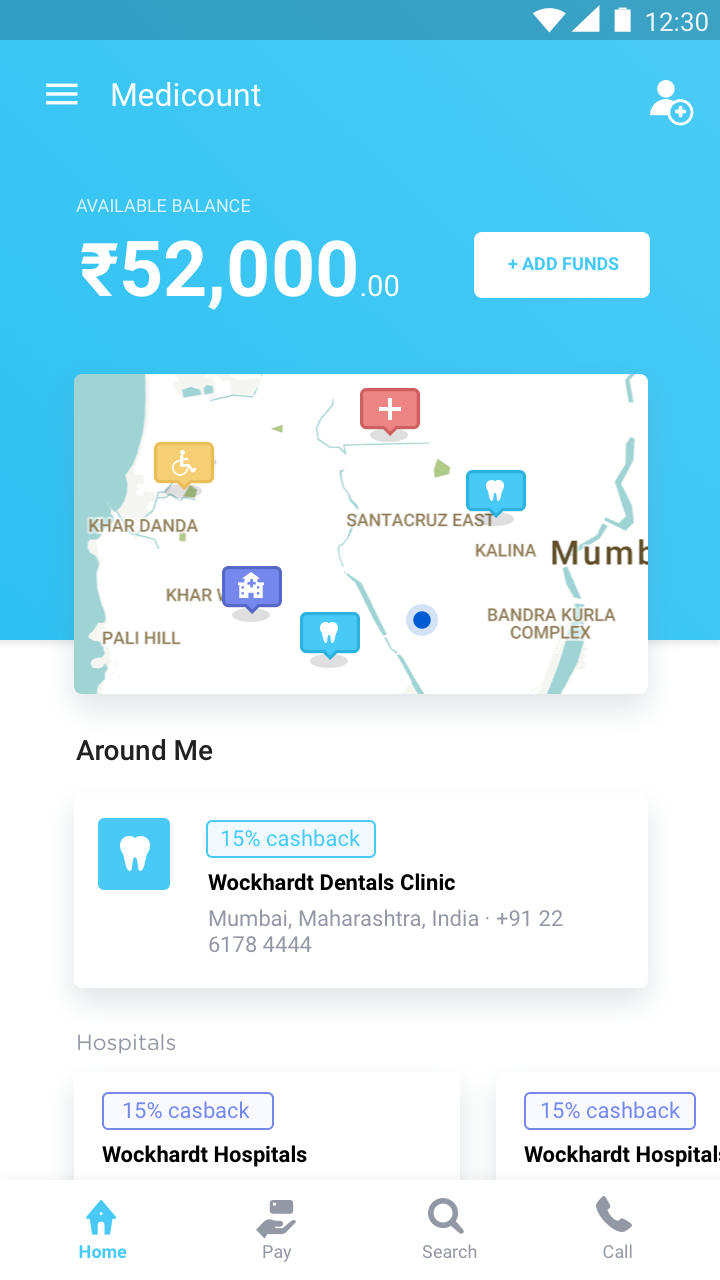 12:30
Medicount
AVAILABLE BALANCE
₹52,000.00
+ ADD FUNDS
KHAR DANDA
SANTACRUZ EAST
KALINA
Mumb
KHAR W
BANDRA KURLA
COMPLEX
PALI HILL
Around Me
15% cashback
Wockhardt Dentals Clinic
Mumbai, Maharashtra, India · +91 22
6178 4444
Hospitals
15% casback
15% cashback
Wockhardt Hospitals
Wockhardt Hospitals
Home
Pay
Search
Call